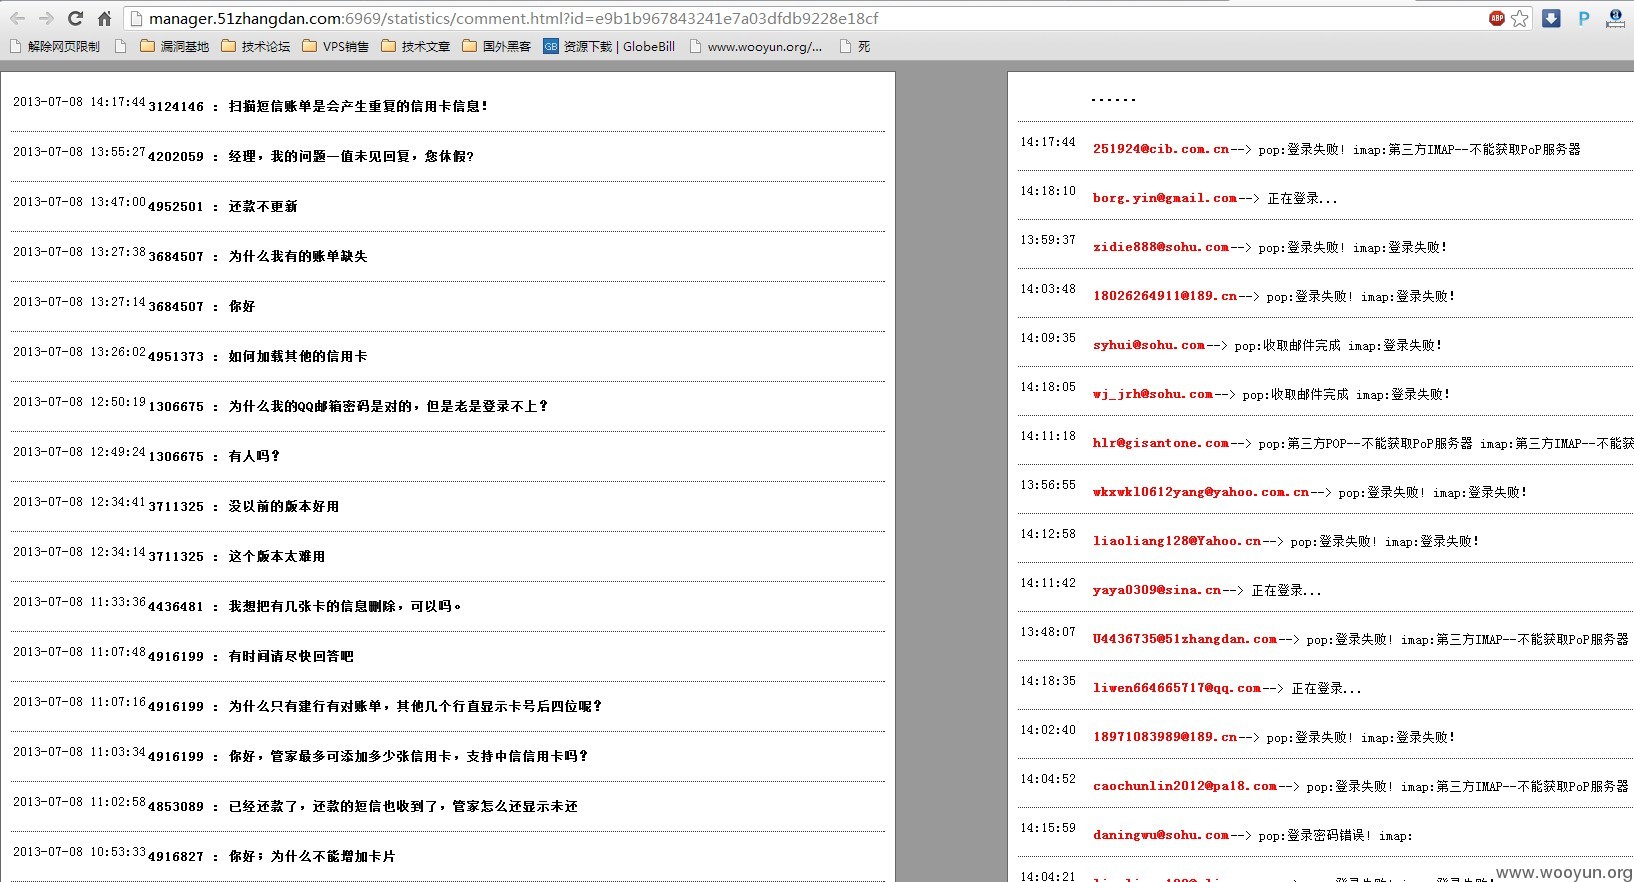 manager.51zhangdan.com:6969/statistics/comment.html?id=e9b1b967843241e7a03dfdb9228e18cf
ABP
P
解除网页限制 漏洞基地 技术论坛 VPS销售 技术文章 国外黑客 GB 资源下载 | GlobeBill www.wooyun.org/... 死
2013-07-08 14:17:44 3124146 : 扫描短信账单是会产生重复的信用卡信息!
2013-07-08 13:55:27 4202059 : 经理，我的问题一值未见回复，您休假?
2013-07-08 13:47:00 4952501 : 还款不更新
2013-07-08 13:27:38 3684507 : 为什么我有的账单缺失
2013-07-08 13:27:14 3684507 : 你好
2013-07-08 13:26:02 4951373 : 如何加载其他的信用卡
2013-07-08 12:50:19 1306675 : 为什么我的QQ邮箱密码是对的，但是老是登录不上?
2013-07-08 12:49:24 1306675 : 有人吗?
2013-07-08 12:34:41 3711325 : 没以前的版本好用
2013-07-08 12:34:14 3711325 : 这个版本太难用
2013-07-08 11:33:36 4436481 : 我想把有几张卡的信息删除，可以吗。
2013-07-08 11:07:48 4916199 : 有时间请尽快回答吧
2013-07-08 11:07:16 4916199 : 为什么只有建行有对账单，其他几个行直显示卡号后四位呢?
2013-07-08 11:03:34 4916199 : 你好，管家最多可添加多少张信用卡，支持中信信用卡吗?
2013-07-08 11:02:58 4853089 : 已经还款了，还款的短信也收到了，管家怎么还显示未还
2013-07-08 10:53:33 4916827 : 你好；为什么不能增加卡片
......
14:17:44 251924@cib.com.cn--> pop:登录失败! imap:第三方IMAP--不能获取PoP服务器
14:18:10 borg.yin@gmail.com--> 正在登录...
13:59:37 zidie888@sohu.com--> pop:登录失败! imap:登录失败!
14:03:48 18026264911@189.cn--> pop:登录失败! imap:登录失败!
14:09:35 syhui@sohu.com--> pop:收取邮件完成 imap:登录失败!
14:18:05 wj_jrh@sohu.com--> pop:收取邮件完成 imap:登录失败!
14:11:18 hlr@gisantone.com--> pop:第三方POP--不能获取PoP服务器 imap:第三方IMAP--不能获
13:56:55 wkxwkl0612yang@yahoo.com.cn--> pop:登录失败! imap:登录失败!
14:12:58 liaoliang128@Yahoo.cn--> pop:登录失败! imap:登录失败!
14:11:42 yaya0309@sina.cn--> 正在登录...
13:48:07 U4436735@51zhangdan.com--> pop:登录失败! imap:第三方IMAP--不能获取PoP服务器
14:18:35 liwen664665717@qq.com--> 正在登录...
14:02:40 18971083989@189.cn--> pop:登录失败! imap:登录失败!
14:04:52 caochunlin2012@pa18.com--> pop:登录失败! imap:第三方IMAP--不能获取PoP服务器
14:15:59 daningwu@sohu.com--> pop:登录密码错误! imap:
14:04:21
www.wooyun.org